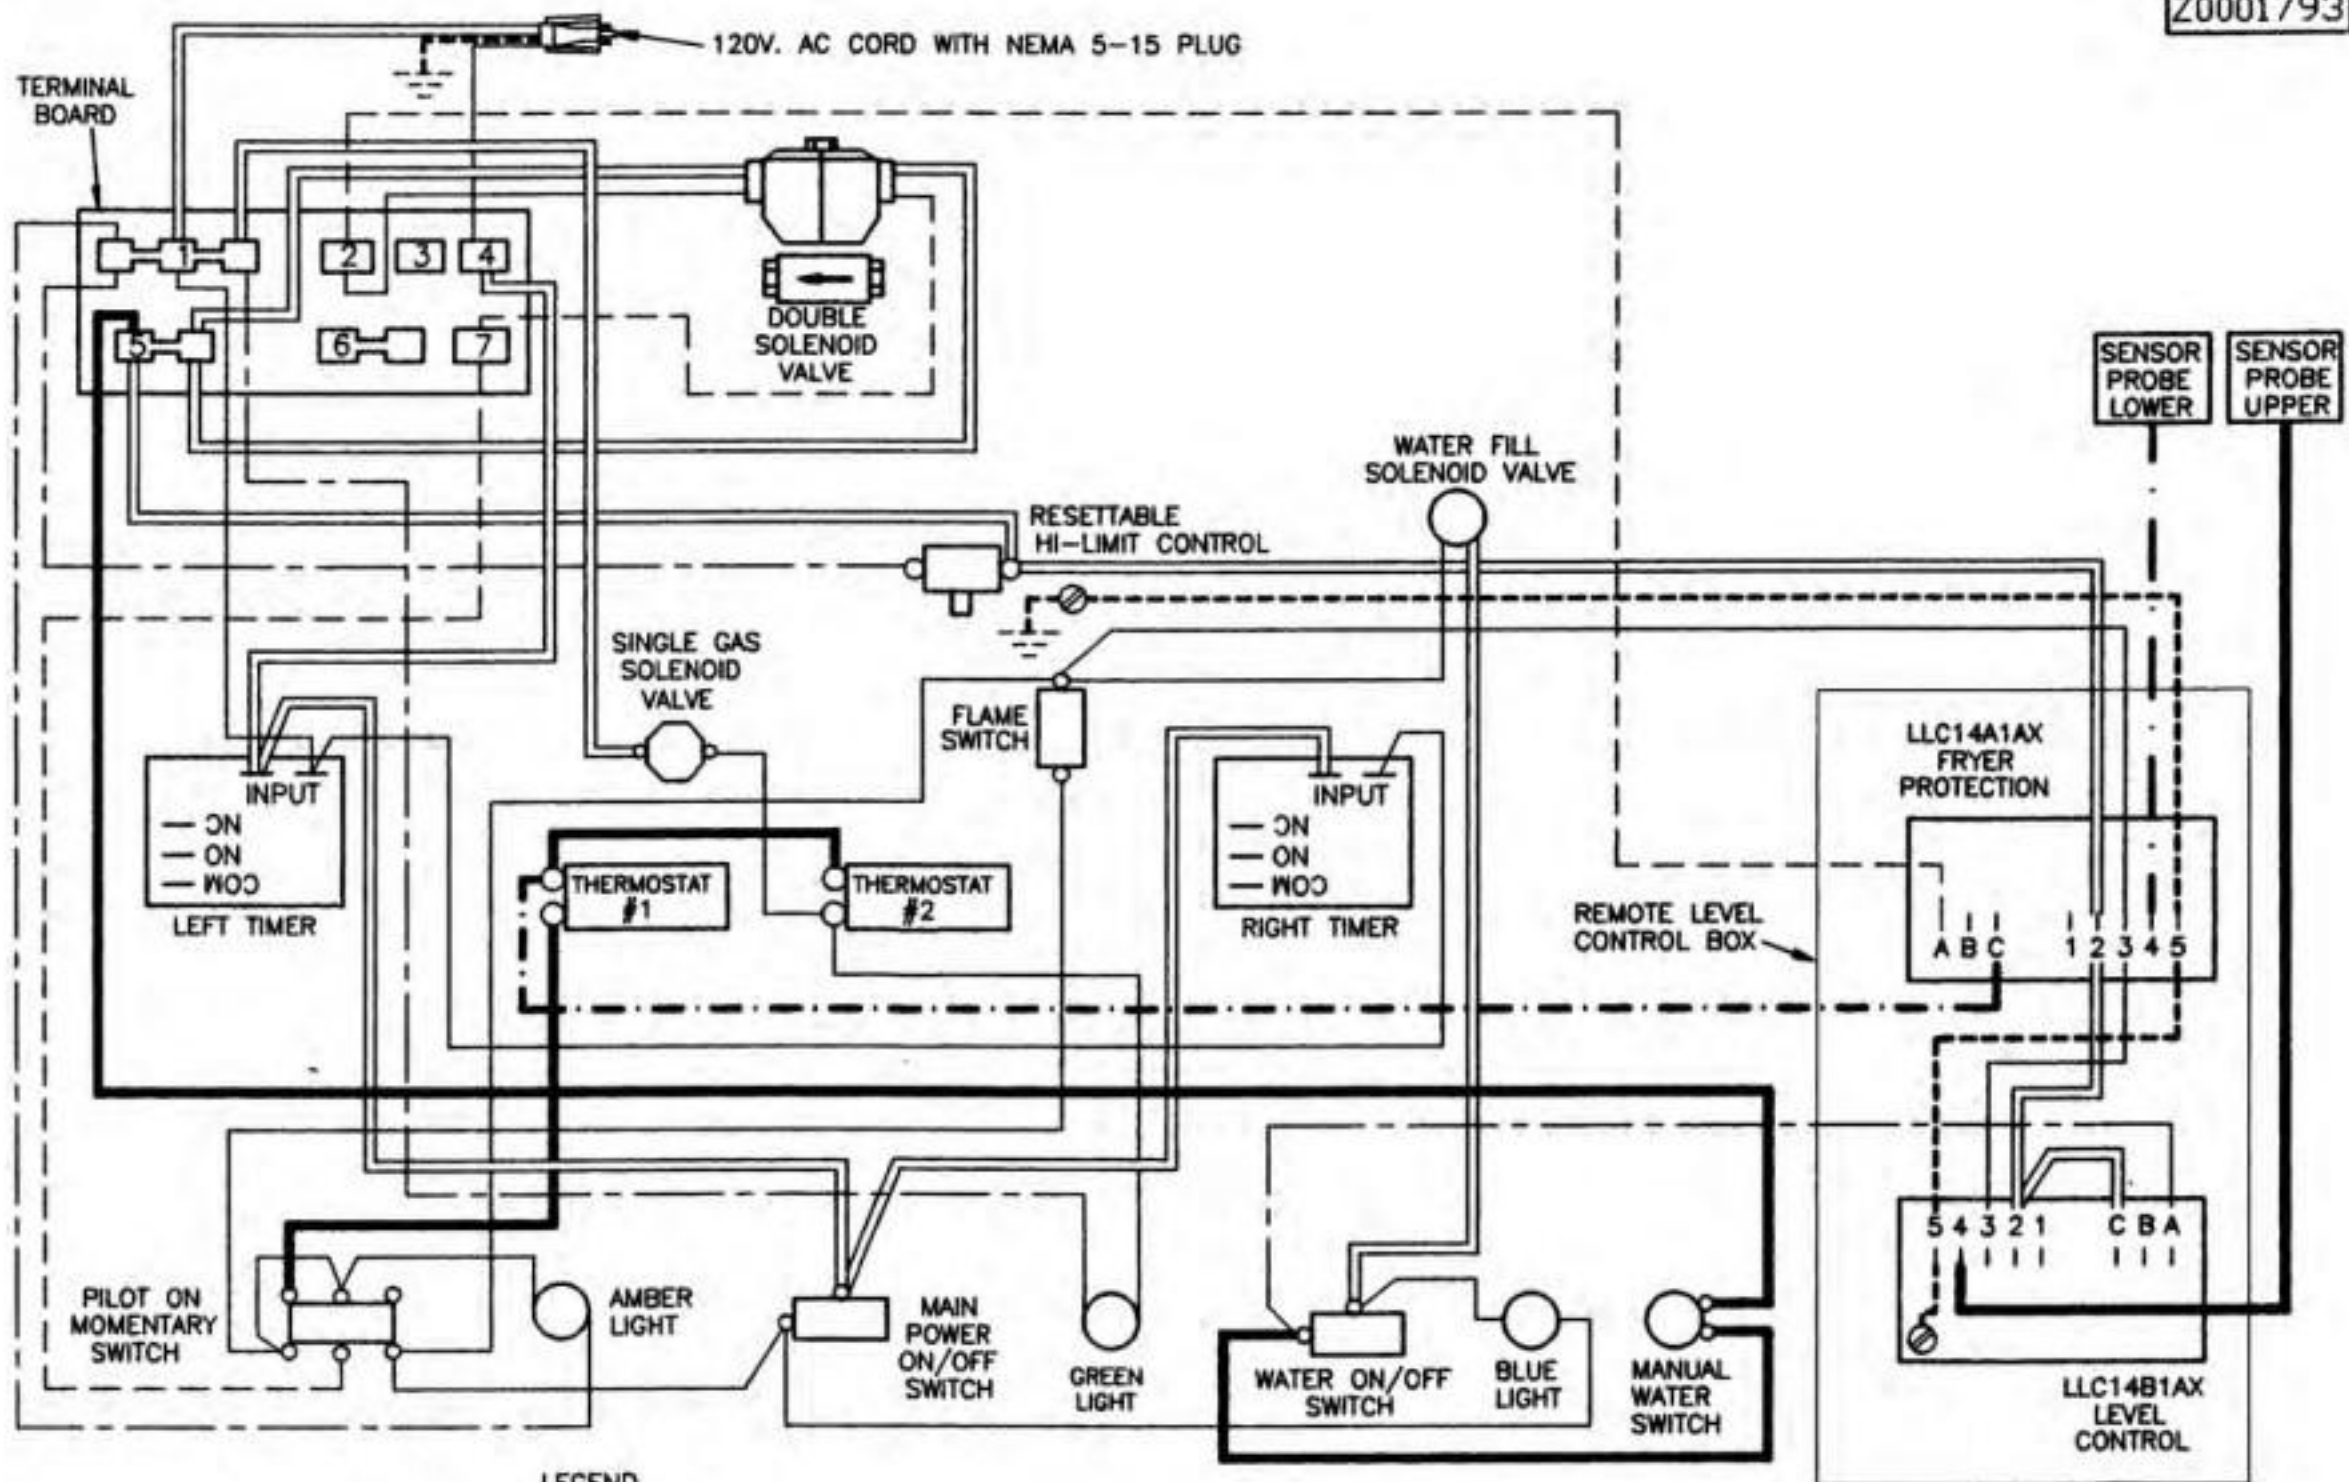 Z0001793
120V. AC CORD WITH NEMA 5-15 PLUG
TERMINAL
BOARD
1
2
3
4
5
6
7
DOUBLE
SOLENOID
VALVE
SENSOR
PROBE
LOWER
SENSOR
PROBE
UPPER
WATER FILL
SOLENOID VALVE
RESETTABLE
HI-LIMIT CONTROL
SINGLE GAS
SOLENOID
VALVE
FLAME
SWITCH
LLC14A1AX
FRYER
PROTECTION
INPUT
NC
NO
COM
LEFT TIMER
THERMOSTAT
#1
THERMOSTAT
#2
INPUT
NC
NO
COM
RIGHT TIMER
REMOTE LEVEL
CONTROL BOX
A B C 1 2 3 4 5
5 4 3 2 1 C B A
PILOT ON
MOMENTARY
SWITCH
AMBER
LIGHT
MAIN
POWER
ON/OFF
SWITCH
GREEN
LIGHT
WATER ON/OFF
SWITCH
BLUE
LIGHT
MANUAL
WATER
SWITCH
LLC14B1AX
LEVEL
CONTROL
LEGEND